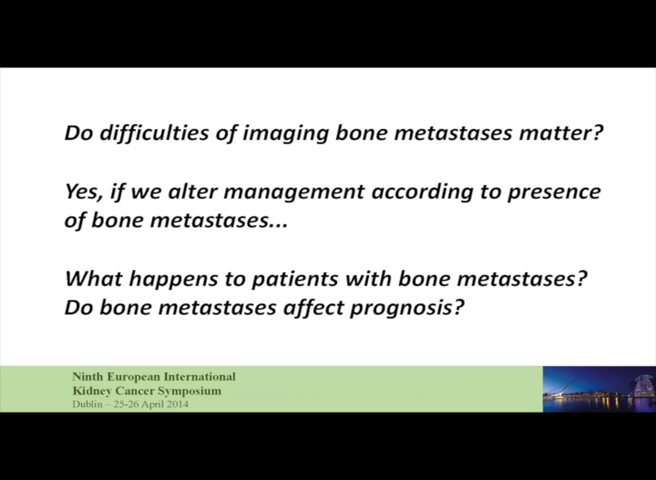 Do difficulties of imaging bone metastases matter?
Yes, if we alter management according to presence
of bone metastases...
What happens to patients with bone metastases?
Do bone metastases affect prognosis?
Ninth European International
Kidney Cancer Symposium
Dublin – 25-26 April 2014